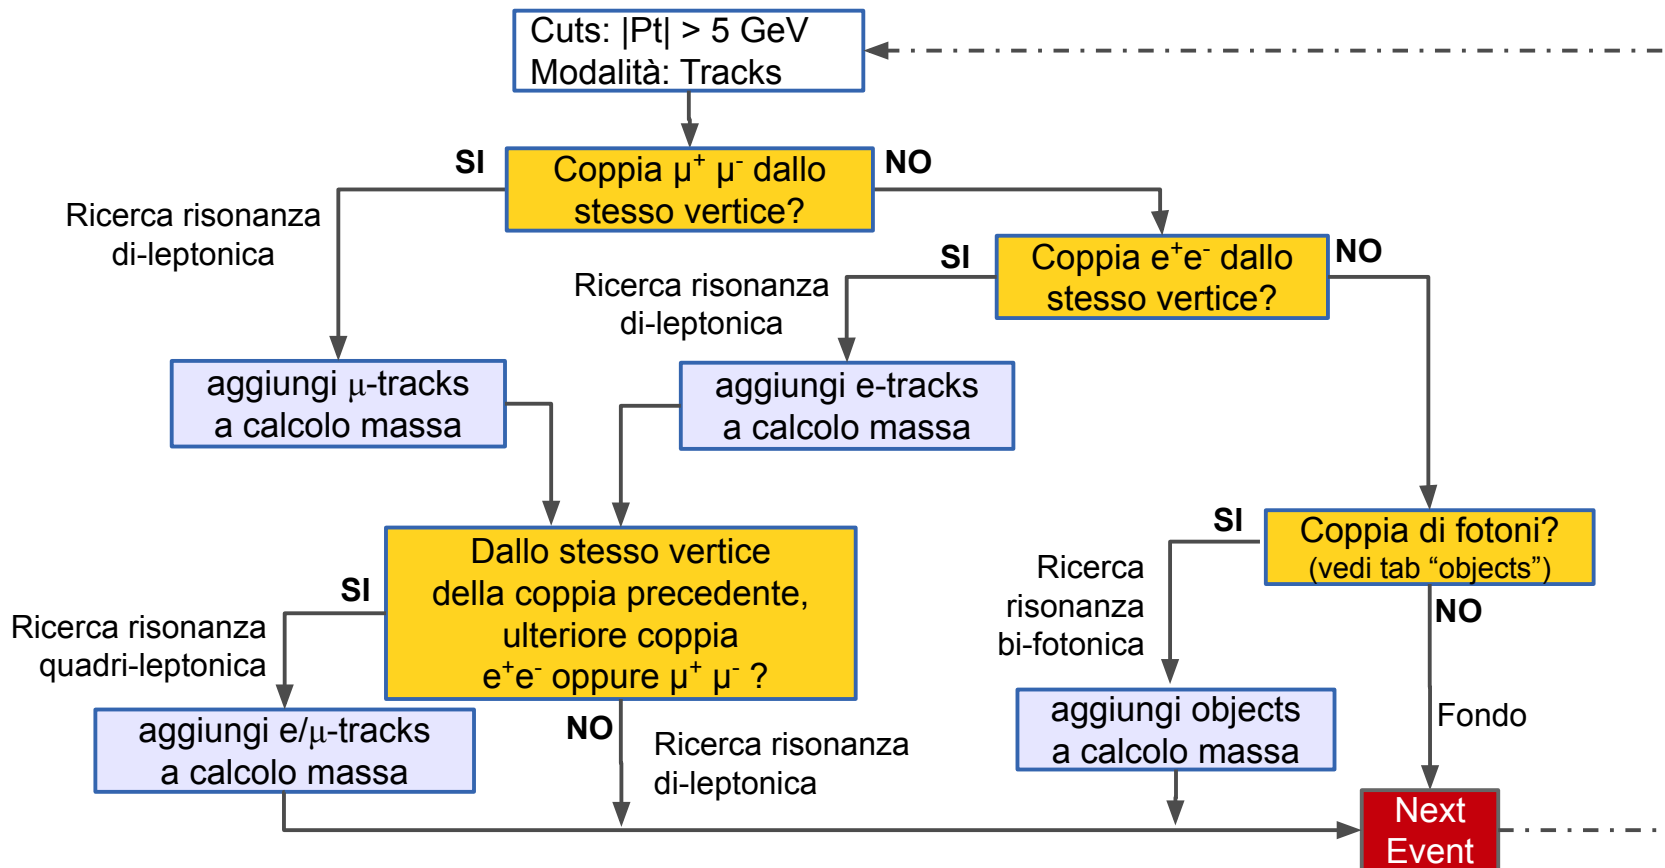 Cuts: |Pt| > 5 GeV
Modalità: Tracks
SI
Coppia μ⁺ μ⁻ dallo
stesso vertice?
NO
Ricerca risonanza
di-leptonica
SI
Coppia e⁺e⁻ dallo
stesso vertice?
NO
Ricerca risonanza
di-leptonica
aggiungi μ-tracks
a calcolo massa
aggiungi e-tracks
a calcolo massa
SI
Dallo stesso vertice
della coppia precedente,
ulteriore coppia
e⁺e⁻ oppure μ⁺ μ⁻ ?
SI
Coppia di fotoni?
(vedi tab “objects”)
Ricerca
risonanza
bi-fotonica
NO
Ricerca risonanza
quadri-leptonica
aggiungi e/μ-tracks
a calcolo massa
NO
Ricerca risonanza
di-leptonica
aggiungi objects
a calcolo massa
Fondo
Next
Event